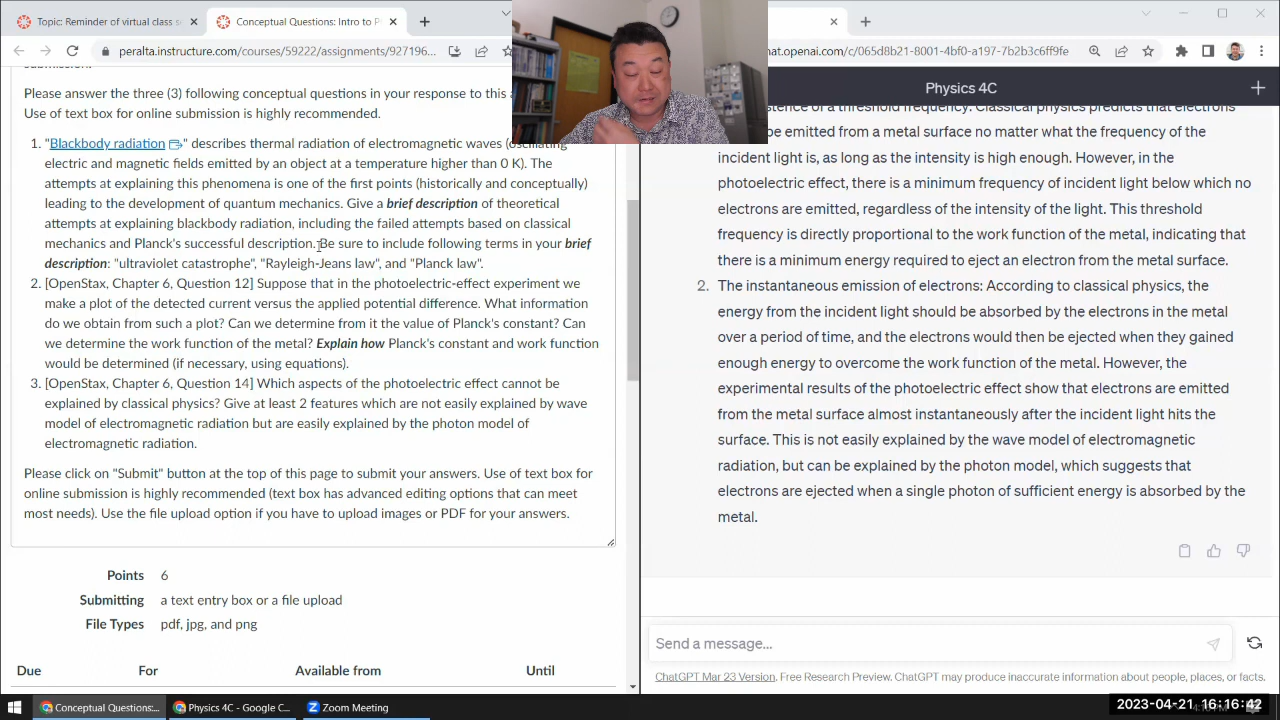 Topic: Reminder of virtual class s
Conceptual Questions: Intro to P
peralta.instructure.com/courses/59222/assignments/927196...
hat.openai.com/c/065d8b21-8001-4bf0-a197-7b2b3c6ff9fe
Please answer the three (3) following conceptual questions in your response to this a
Use of text box for online submission is highly recommended.
1. "Blackbody radiation" describes thermal radiation of electromagnetic waves (oscillating
electric and magnetic fields emitted by an object at a temperature higher than 0 K). The
attempts at explaining this phenomena is one of the first points (historically and conceptually)
leading to the development of quantum mechanics. Give a brief description of theoretical
attempts at explaining blackbody radiation, including the failed attempts based on classical
mechanics and Planck's successful description. Be sure to include following terms in your brief
description: "ultraviolet catastrophe", "Rayleigh-Jeans law", and "Planck law".
2. [OpenStax, Chapter 6, Question 12] Suppose that in the photoelectric-effect experiment we
make a plot of the detected current versus the applied potential difference. What information
do we obtain from such a plot? Can we determine from it the value of Planck's constant? Can
we determine the work function of the metal? Explain how Planck's constant and work function
would be determined (if necessary, using equations).
3. [OpenStax, Chapter 6, Question 14] Which aspects of the photoelectric effect cannot be
explained by classical physics? Give at least 2 features which are not easily explained by wave
model of electromagnetic radiation but are easily explained by the photon model of
electromagnetic radiation.
Please click on "Submit" button at the top of this page to submit your answers. Use of text box for
online submission is highly recommended (text box has advanced editing options that can meet
most needs). Use the file upload option if you have to upload images or PDF for your answers.
Points 6
Submitting a text entry box or a file upload
File Types pdf, jpg, and png
Due For Available from Until
Physics 4C
istence of a threshold frequency: Classical physics predicts that electrons
be emitted from a metal surface no matter what the frequency of the
incident light is, as long as the intensity is high enough. However, in the
photoelectric effect, there is a minimum frequency of incident light below which no
electrons are emitted, regardless of the intensity of the light. This threshold
frequency is directly proportional to the work function of the metal, indicating that
there is a minimum energy required to eject an electron from the metal surface.
2. The instantaneous emission of electrons: According to classical physics, the
energy from the incident light should be absorbed by the electrons in the metal
over a period of time, and the electrons would then be ejected when they gained
enough energy to overcome the work function of the metal. However, the
experimental results of the photoelectric effect show that electrons are emitted
from the metal surface almost instantaneously after the incident light hits the
surface. This is not easily explained by the wave model of electromagnetic
radiation, but can be explained by the photon model, which suggests that
electrons are ejected when a single photon of sufficient energy is absorbed by the
metal.
Send a message...
ChatGPT Mar 23 Version. Free Research Preview. ChatGPT may produce inaccurate information about people, places, or facts.
Conceptual Questions:...
Physics 4C - Google C...
Zoom Meeting
2023-04-21 16:16:42